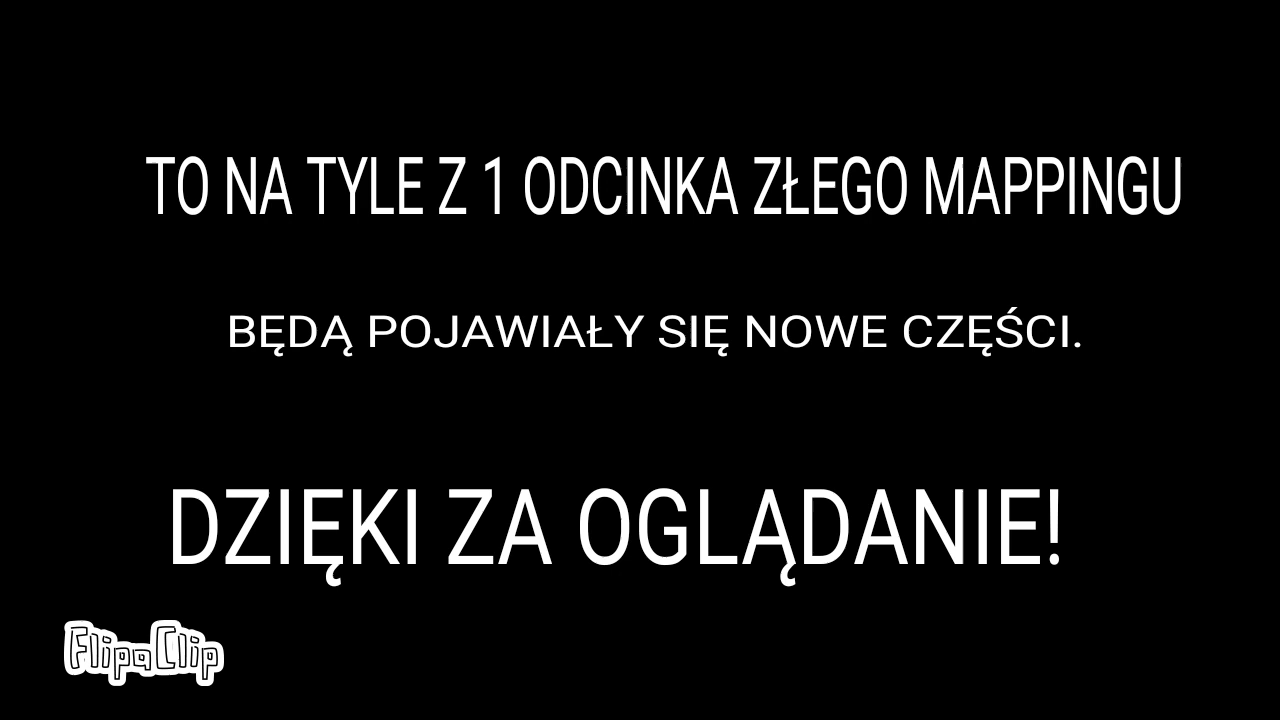 TO NA TYLE Z 1 ODCINKA ZŁEGO MAPPINGU
BĘDĄ POJAWIAŁY SIĘ NOWE CZĘŚCI.
DZIĘKI ZA OGLĄDANIE!
FlipaClip